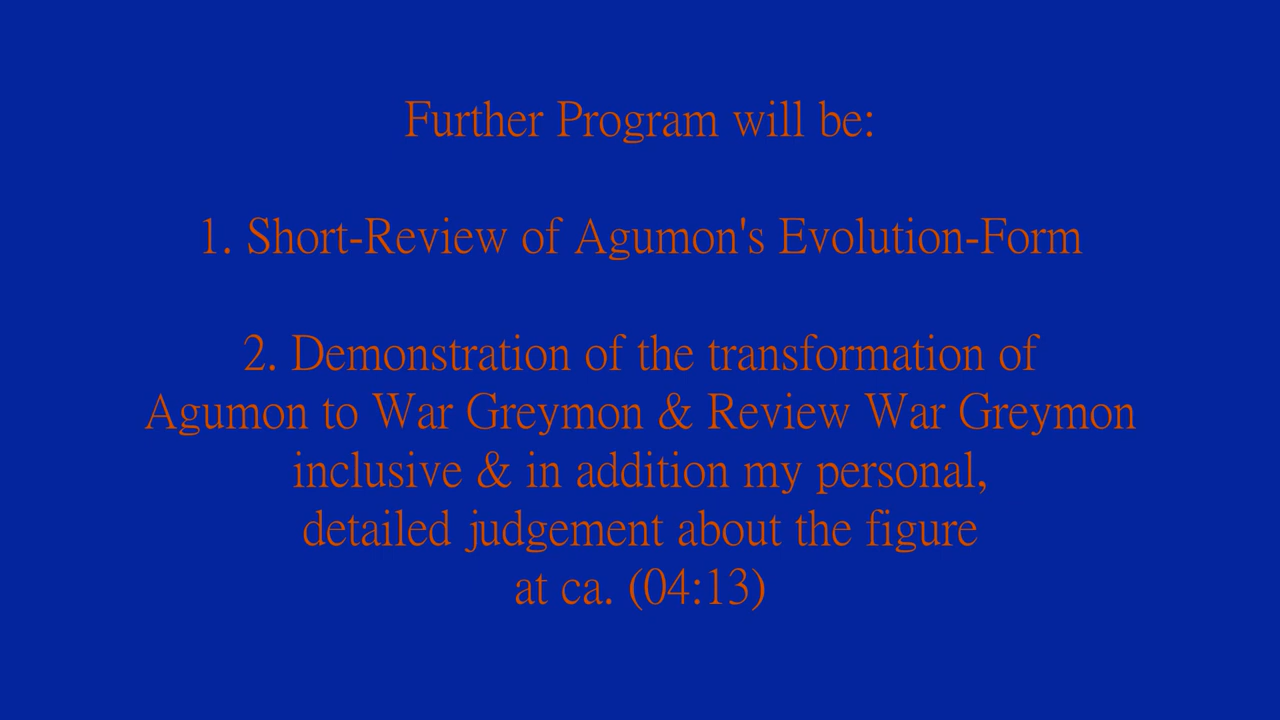 Further Program will be:
1. Short-Review of Agumon's Evolution-Form
2. Demonstration of the transformation of
Agumon to War Greymon & Review War Greymon
inclusive & in addition my personal,
detailed judgement about the figure
at ca. (04:13)